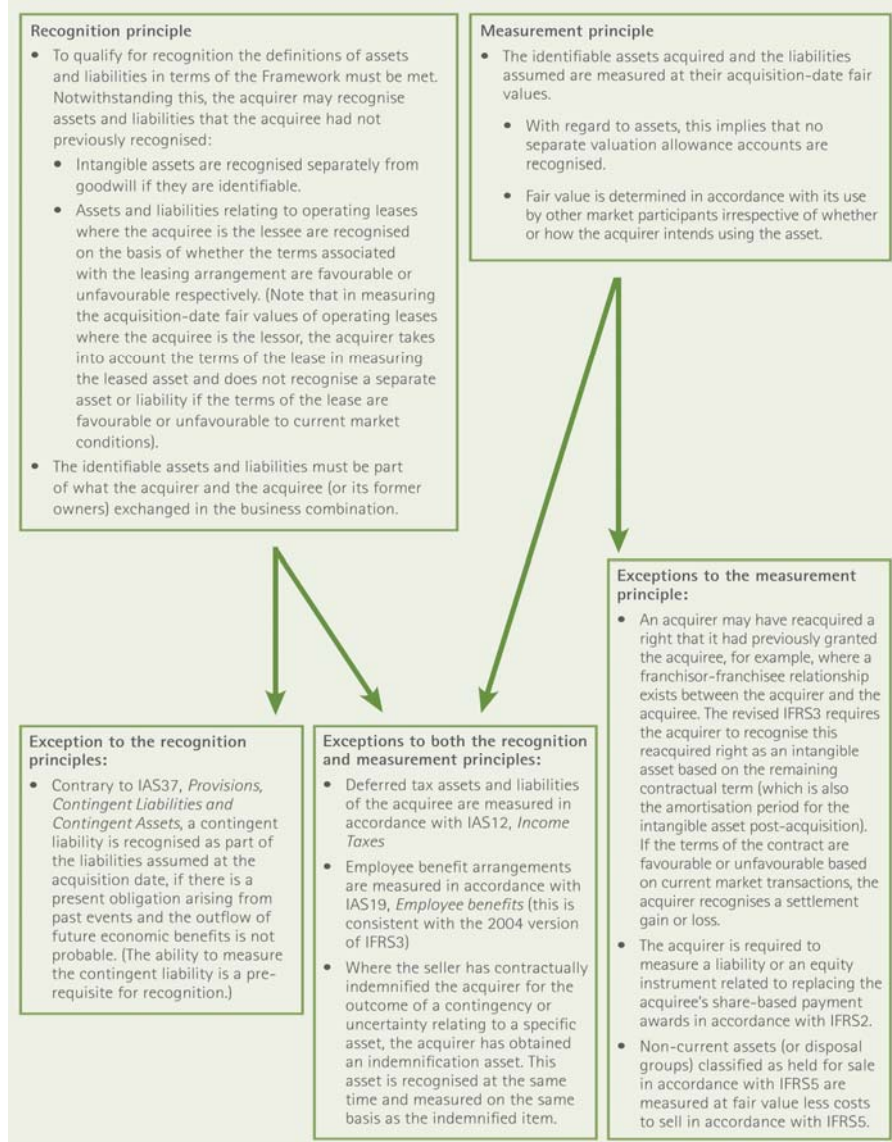 Recognition principle
• To qualify for recognition the definitions of assets
and liabilities in terms of the Framework must be met.
Notwithstanding this, the acquirer may recognise
assets and liabilities that the acquiree had not
previously recognised:
• Intangible assets are recognised separately from
goodwill if they are identifiable.
• Assets and liabilities relating to operating leases
where the acquiree is the lessee are recognised
on the basis of whether the terms associated
with the leasing arrangement are favourable or
unfavourable respectively. (Note that in measuring
the acquisition-date fair values of operating leases
where the acquiree is the lessor, the acquirer takes
into account the terms of the lease in measuring
the leased asset and does not recognise a separate
asset or liability if the terms of the lease are
favourable or unfavourable to current market
conditions).
• The identifiable assets and liabilities must be part
of what the acquirer and the acquiree (or its former
owners) exchanged in the business combination.
Measurement principle
• The identifiable assets acquired and the liabilities
assumed are measured at their acquisition-date fair
values.
• With regard to assets, this implies that no
separate valuation allowance accounts are
recognised.
• Fair value is determined in accordance with its use
by other market participants irrespective of whether
or how the acquirer intends using the asset.
Exception to the recognition
principles:
• Contrary to IAS37, Provisions,
Contingent Liabilities and
Contingent Assets, a contingent
liability is recognised as part of
the liabilities assumed at the
acquisition date, if there is a
present obligation arising from
past events and the outflow of
future economic benefits is not
probable. (The ability to measure
the contingent liability is a pre-
requisite for recognition.)
Exceptions to both the recognition
and measurement principles:
• Deferred tax assets and liabilities
of the acquiree are measured in
accordance with IAS12, Income
Taxes
• Employee benefit arrangements
are measured in accordance with
IAS19, Employee benefits (this is
consistent with the 2004 version
of IFRS3)
• Where the seller has contractually
indemnified the acquirer for the
outcome of a contingency or
uncertainty relating to a specific
asset, the acquirer has obtained
an indemnification asset. This
asset is recognised at the same
time and measured on the same
basis as the indemnified item.
Exceptions to the measurement
principle:
• An acquirer may have reacquired a
right that it had previously granted
the acquiree, for example, where a
franchisor-franchisee relationship
exists between the acquirer and the
acquiree. The revised IFRS3 requires
the acquirer to recognise this
reacquired right as an intangible
asset based on the remaining
contractual term (which is also
the amortisation period for the
intangible asset post-acquisition).
If the terms of the contract are
favourable or unfavourable based
on current market transactions, the
acquirer recognises a settlement
gain or loss.
• The acquirer is required to
measure a liability or an equity
instrument related to replacing the
acquiree's share-based payment
awards in accordance with IFRS2.
• Non-current assets (or disposal
groups) classified as held for sale
in accordance with IFRS5 are
measured at fair value less costs
to sell in accordance with IFRS5.